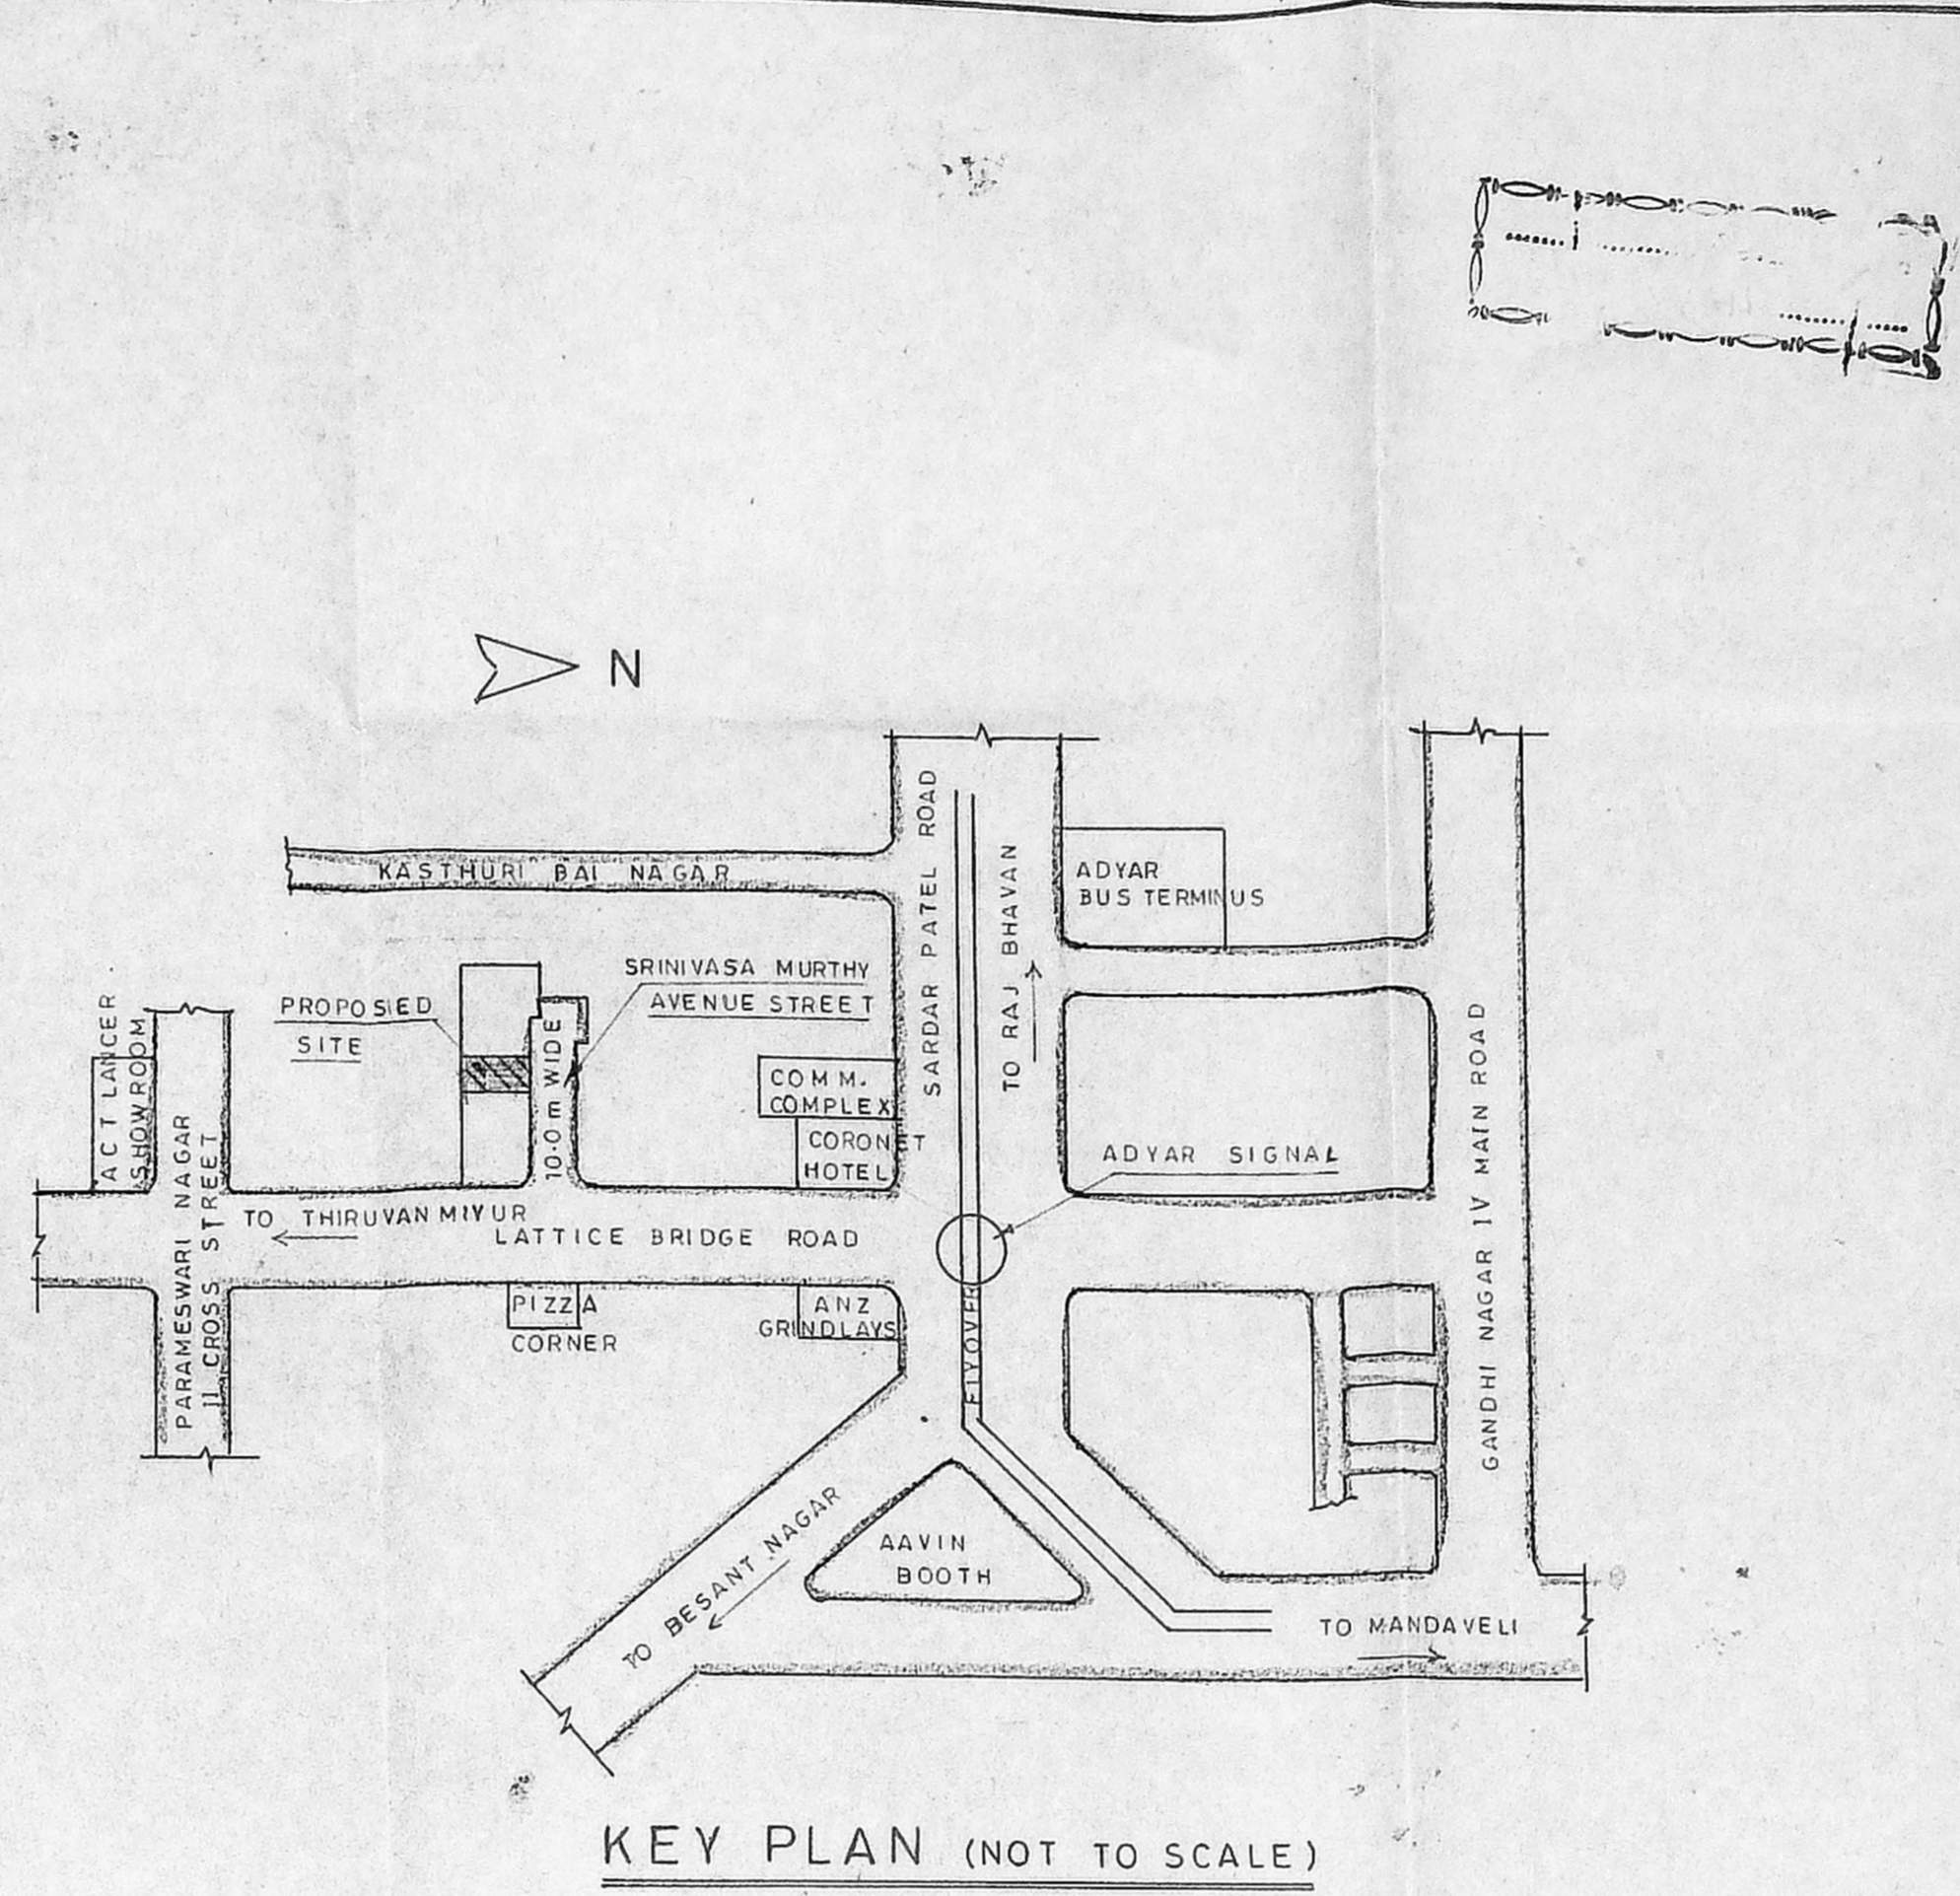 N
KASTHURI BAI NAGAR
SARDAR PATEL ROAD
TO RAJ BHAVAN
ADYAR
BUS TERMINUS
SRINIVASA MURTHY
AVENUE STREET
PROPOSED
SITE
10.0 m WIDE
ACT LANCER
SHOWROOM
COMM.
COMPLEX
CORONET
HOTEL
ADYAR SIGNAL
GANDHI NAGAR IV MAIN ROAD
PARAMESWARI NAGAR
II CROSS STREET
TO THIRUVANMIYUR
LATTICE BRIDGE ROAD
PIZZA
CORNER
ANZ
GRINDLAYS
FLYOVER
TO BESANT NAGAR
AAVIN
BOOTH
TO MANDAVELI
KEY PLAN (NOT TO SCALE)